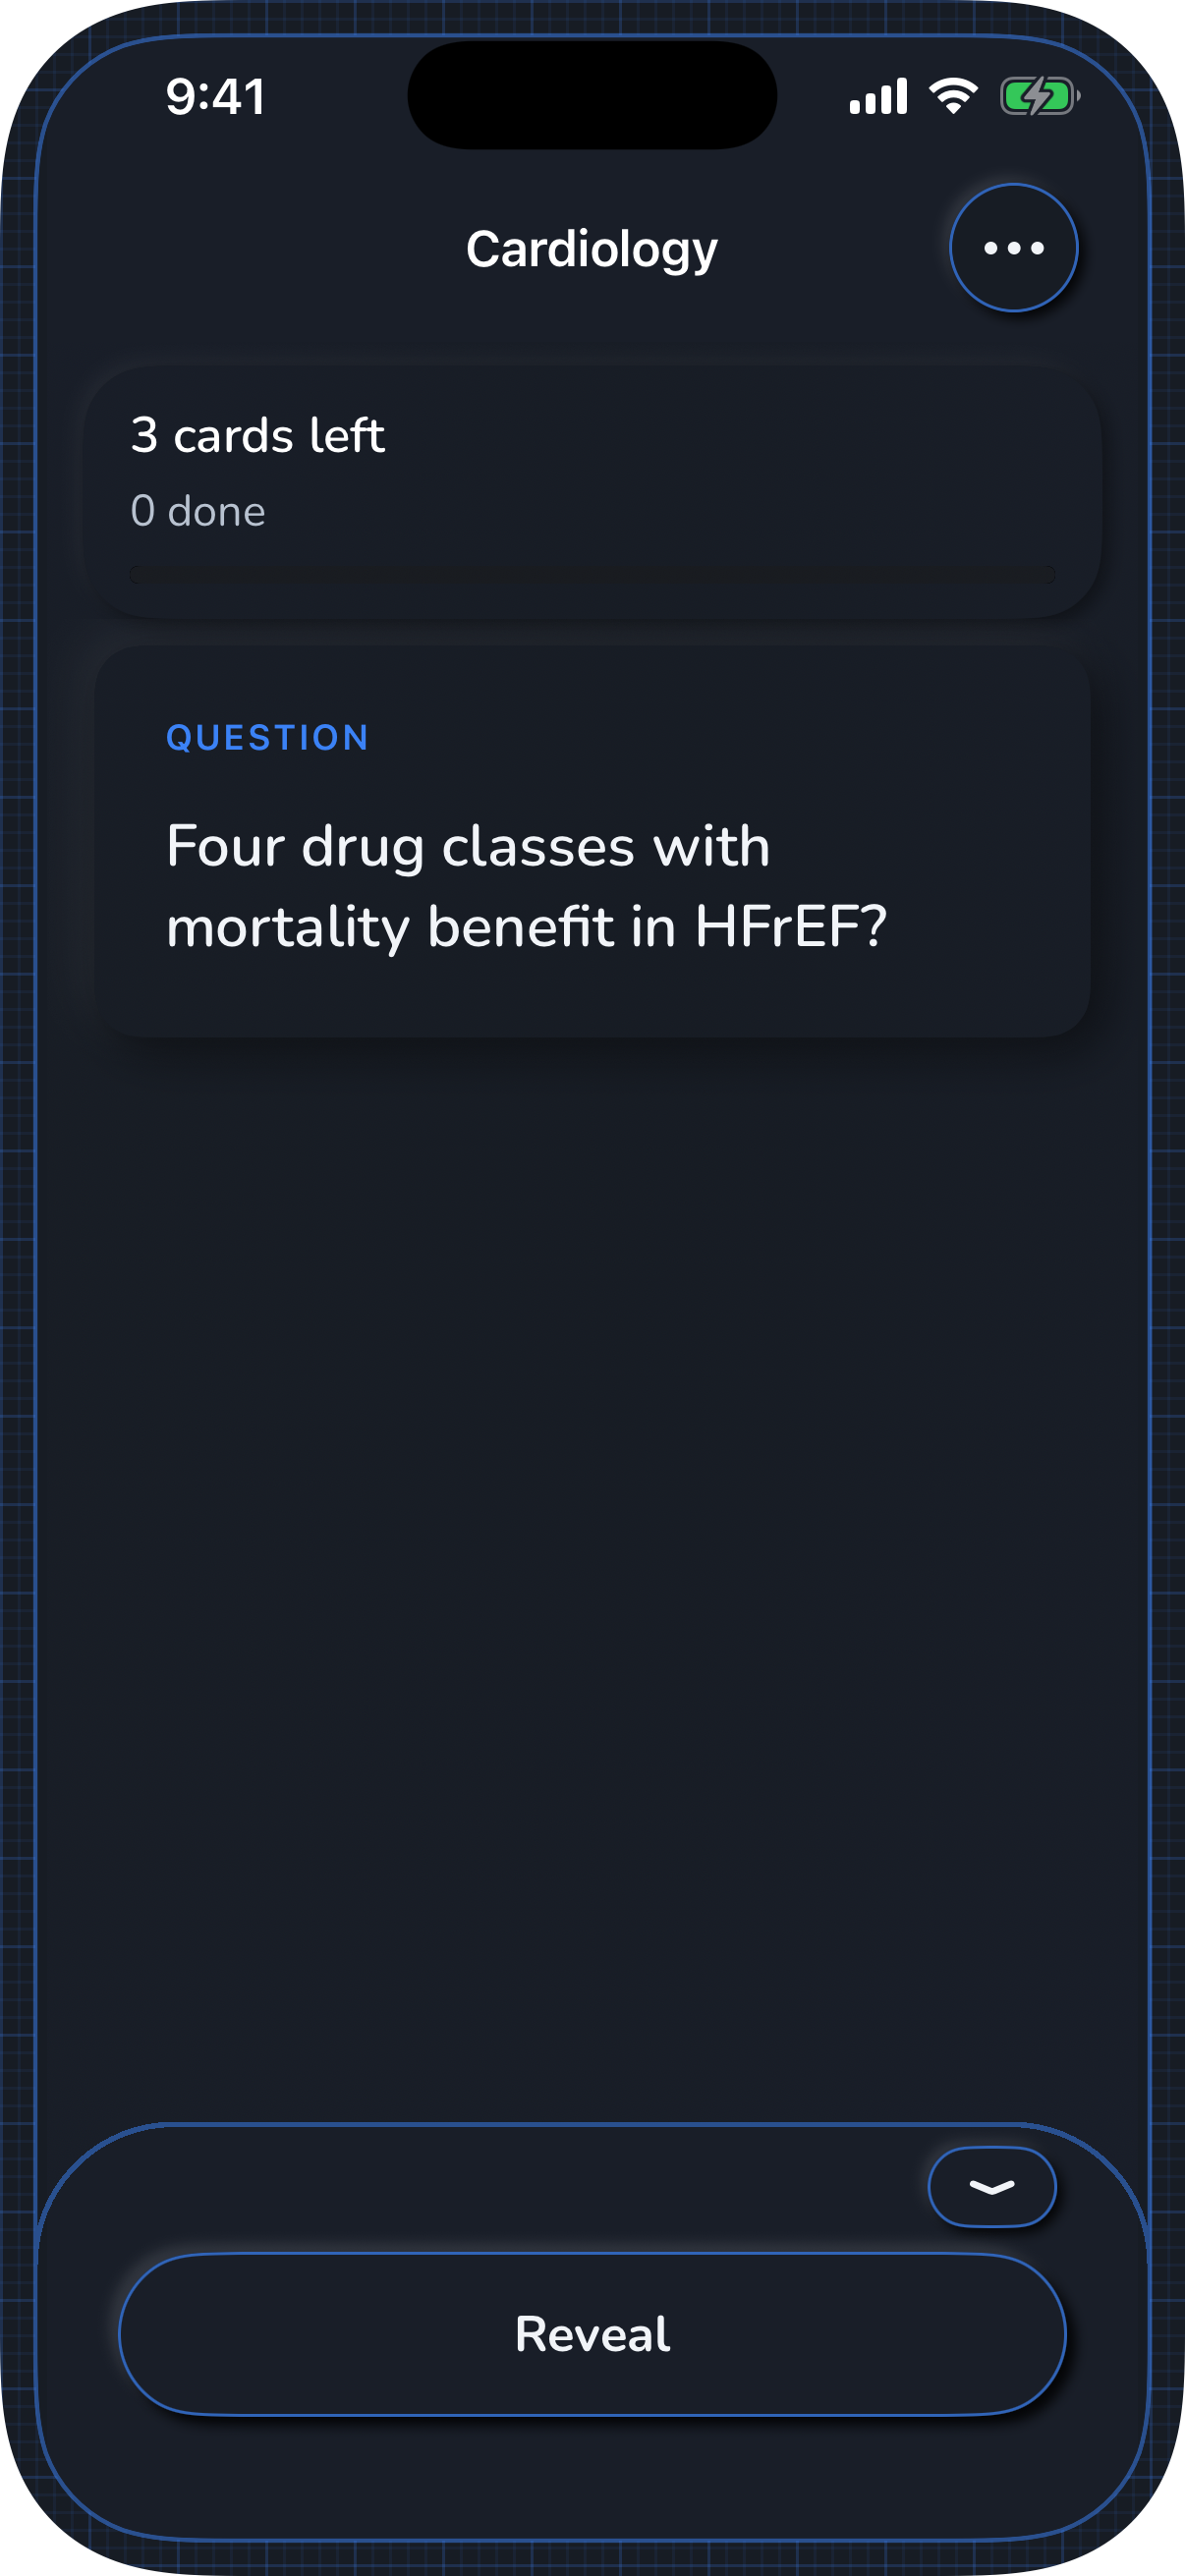 9:41
Cardiology
3 cards left
0 done
QUESTION
Four drug classes with
mortality benefit in HFrEF?
Reveal